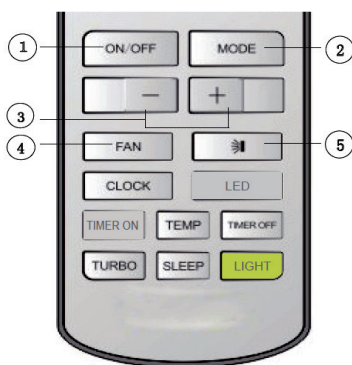 1 ON/OFF MODE 2
− +
3
4 FAN 5
CLOCK LED
TIMER ON TEMP TIMER OFF
TURBO SLEEP LIGHT